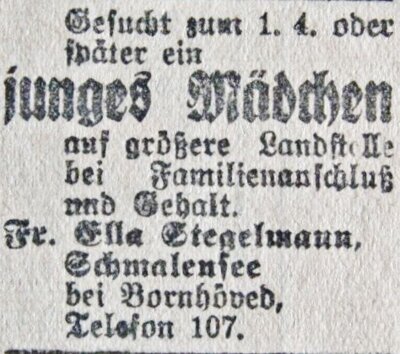 Gesucht zum 1. 4. oder
später ein
junges Mädchen
auf größere Landstelle
bei Familienanschluß
und Gehalt.
Fr. Ella Stegelmann,
Schmalensee
bei Bornhöved,
Telefon 107.